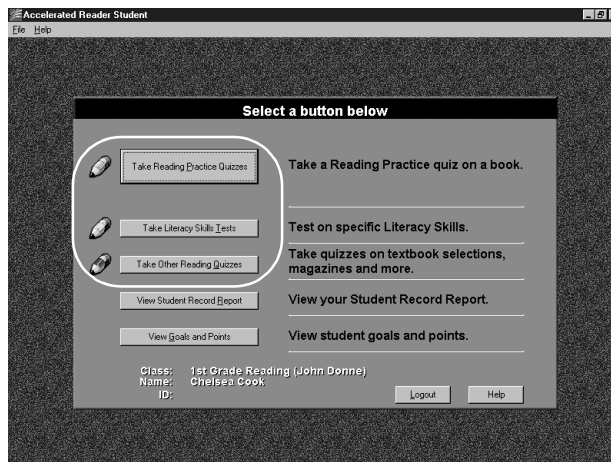 Accelerated Reader Student
File Help
Select a button below
Take Reading Practice Quizzes
Take a Reading Practice quiz on a book.
Take Literacy Skills Tests
Test on specific Literacy Skills.
Take Other Reading Quizzes
Take quizzes on textbook selections,
magazines and more.
View Student Record Report
View your Student Record Report.
View Goals and Points
View student goals and points.
Class: 1st Grade Reading (John Donne)
Name: Chelsea Cook
ID:
Logout Help